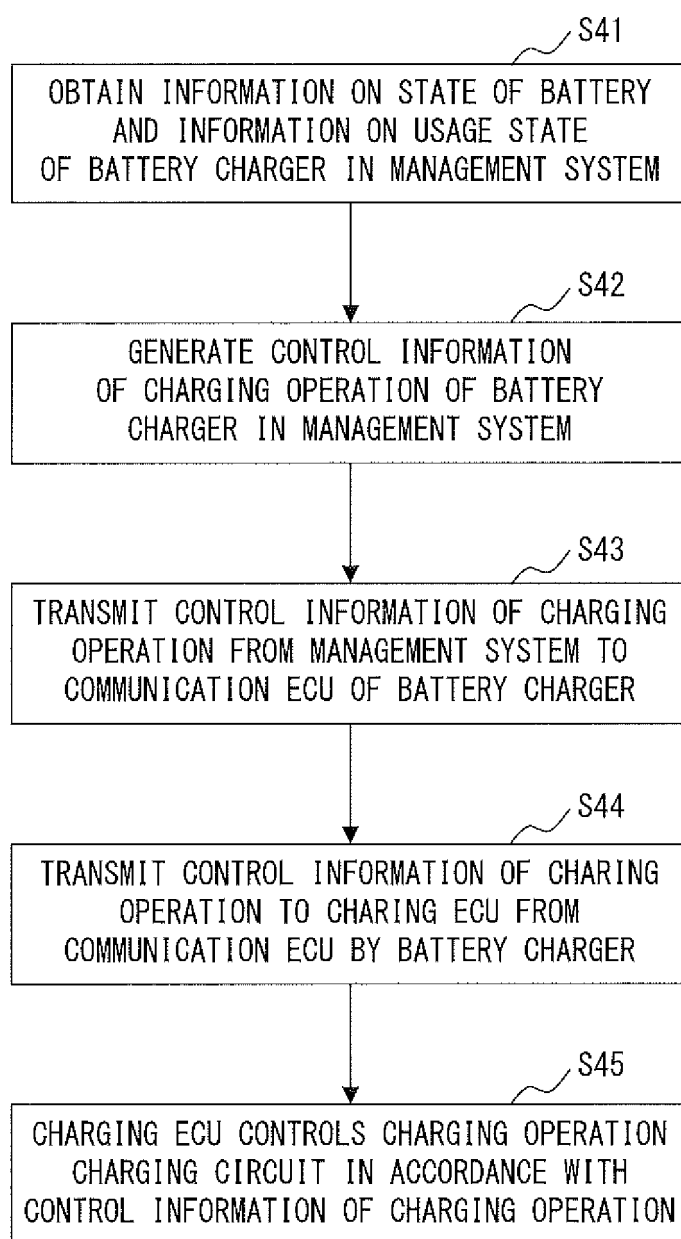 S41
OBTAIN INFORMATION ON STATE OF BATTERY
AND INFORMATION ON USAGE STATE
OF BATTERY CHARGER IN MANAGEMENT SYSTEM
S42
GENERATE CONTROL INFORMATION
OF CHARGING OPERATION OF BATTERY
CHARGER IN MANAGEMENT SYSTEM
S43
TRANSMIT CONTROL INFORMATION OF CHARGING
OPERATION FROM MANAGEMENT SYSTEM TO
COMMUNICATION ECU OF BATTERY CHARGER
S44
TRANSMIT CONTROL INFORMATION OF CHARING
OPERATION TO CHARING ECU FROM
COMMUNICATION ECU BY BATTERY CHARGER
S45
CHARGING ECU CONTROLS CHARGING OPERATION
CHARGING CIRCUIT IN ACCORDANCE WITH
CONTROL INFORMATION OF CHARGING OPERATION